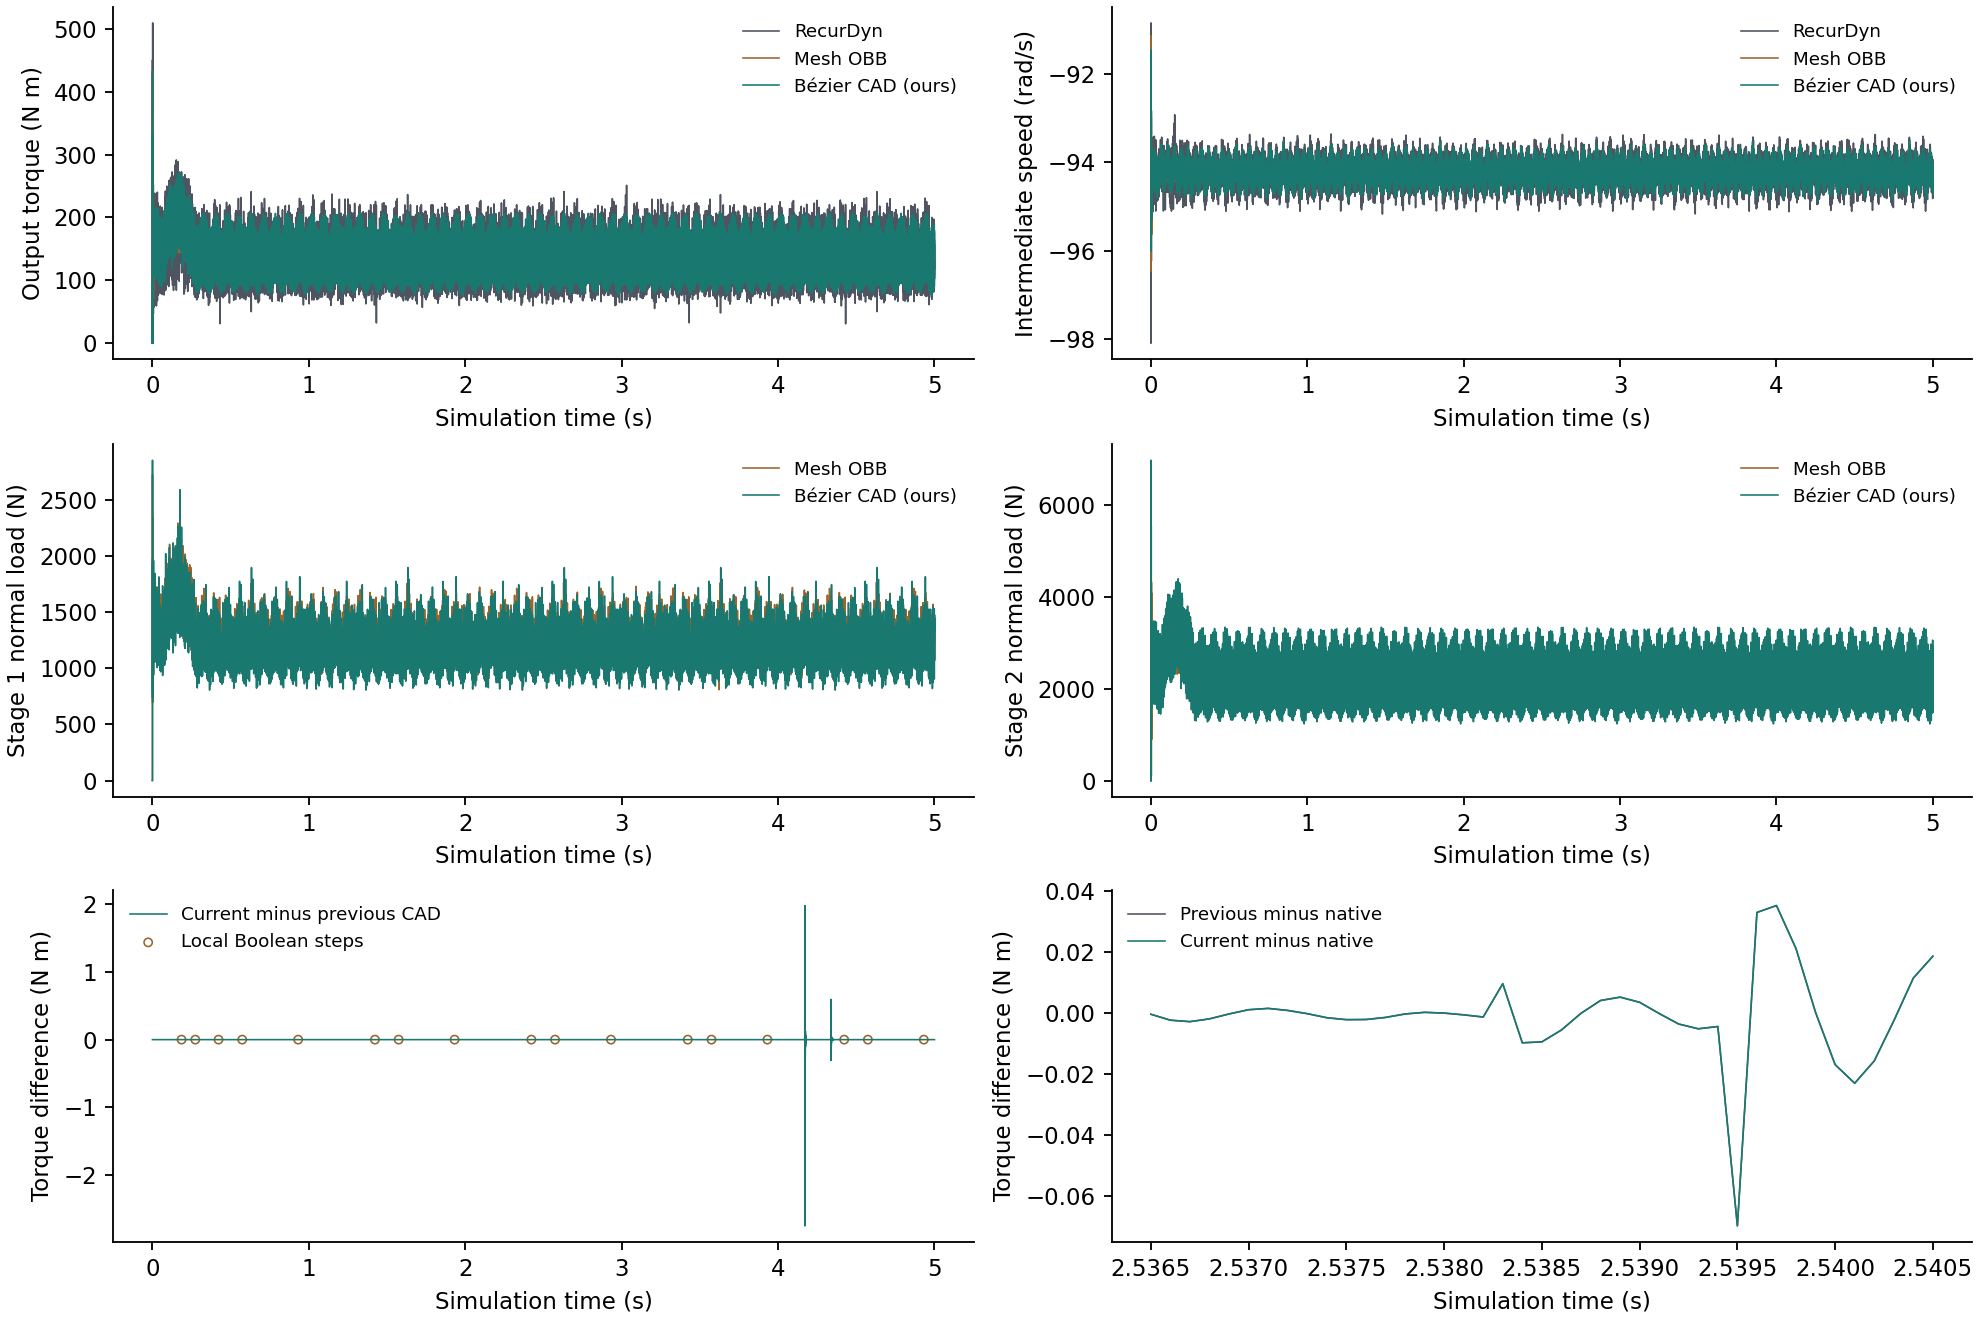 Output torque (N m)
500
400
300
200
100
0
RecurDyn
Mesh OBB
Bézier CAD (ours)
0 1 2 3 4 5
Simulation time (s)
Intermediate speed (rad/s)
−92
−94
−96
−98
RecurDyn
Mesh OBB
Bézier CAD (ours)
0 1 2 3 4 5
Simulation time (s)
Stage 1 normal load (N)
2500
2000
1500
1000
500
0
Mesh OBB
Bézier CAD (ours)
0 1 2 3 4 5
Simulation time (s)
Stage 2 normal load (N)
6000
4000
2000
0
Mesh OBB
Bézier CAD (ours)
0 1 2 3 4 5
Simulation time (s)
Torque difference (N m)
2
1
0
−1
−2
Current minus previous CAD
Local Boolean steps
0 1 2 3 4 5
Simulation time (s)
Torque difference (N m)
0.04
0.02
0.00
−0.02
−0.04
−0.06
Previous minus native
Current minus native
2.5365 2.5370 2.5375 2.5380 2.5385 2.5390 2.5395 2.5400 2.5405
Simulation time (s)